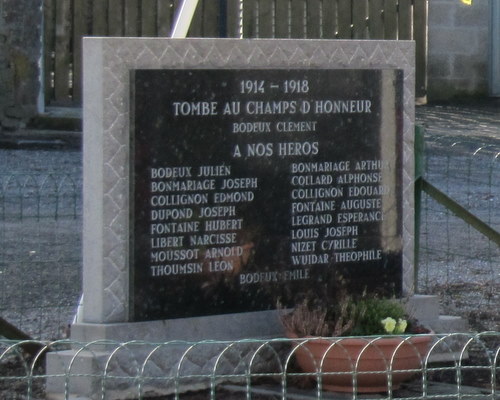 1914 - 1918
TOMBE AU CHAMPS D HONNEUR
BODEUX CLEMENT
A NOS HEROS
BODEUX JULIEN
BONMARIAGE JOSEPH
COLLIGNON EDMOND
DUPOND JOSEPH
FONTAINE HUBERT
LIBERT NARCISSE
MOUSSOT ARNOLD
THOUMSIN LEON
BONMARIAGE ARTHUR
COLLARD ALPHONSE
COLLIGNON EDOUARD
FONTAINE AUGUSTE
LEGRAND ESPERANCE
LOUIS JOSEPH
NIZET CYRILLE
WUIDAR THEOPHILE
BODEUX EMILE